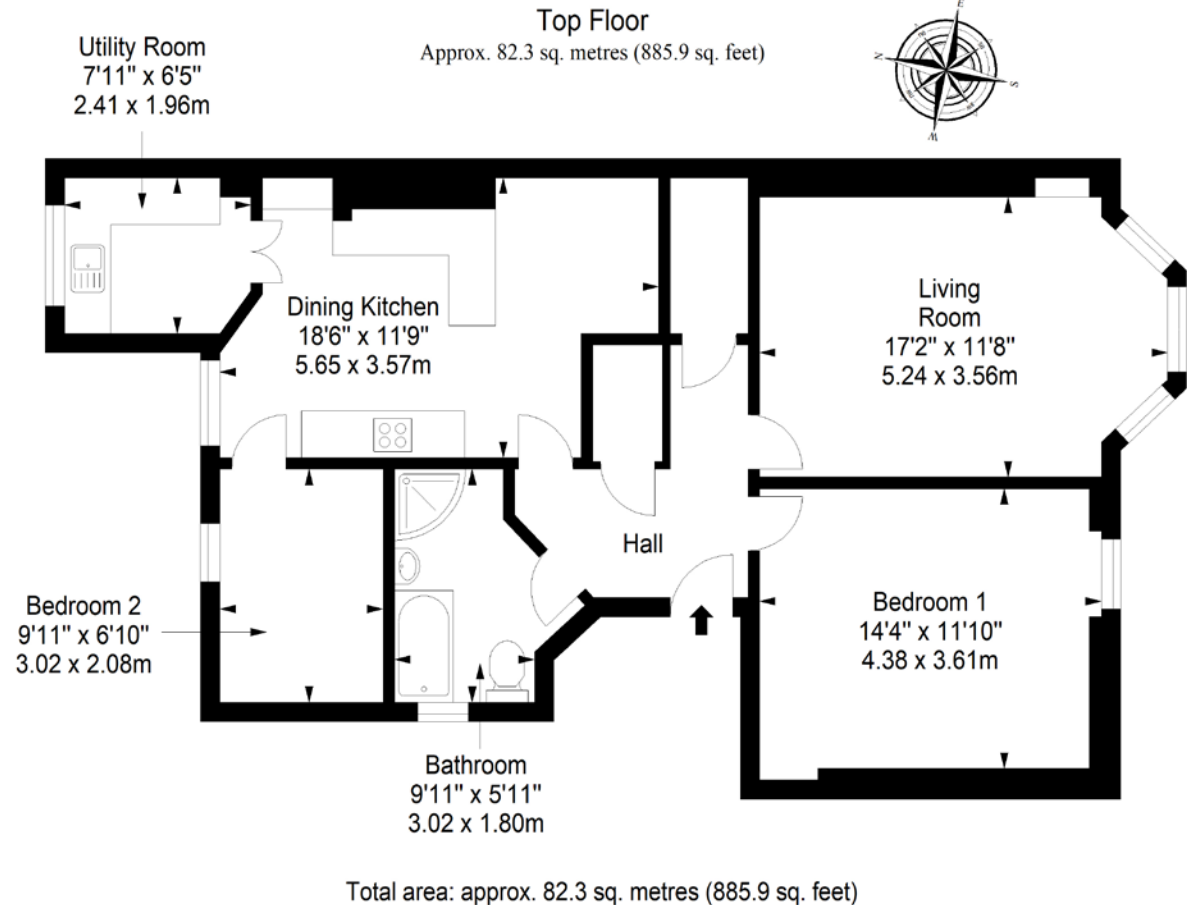 Top Floor
Approx. 82.3 sq. metres (885.9 sq. feet)
E
N
S
W
Utility Room
7'11" x 6'5"
2.41 x 1.96m
Dining Kitchen
18'6" x 11'9"
5.65 x 3.57m
Living
Room
17'2" x 11'8"
5.24 x 3.56m
Hall
Bedroom 2
9'11" x 6'10"
3.02 x 2.08m
Bedroom 1
14'4" x 11'10"
4.38 x 3.61m
Bathroom
9'11" x 5'11"
3.02 x 1.80m
Total area: approx. 82.3 sq. metres (885.9 sq. feet)